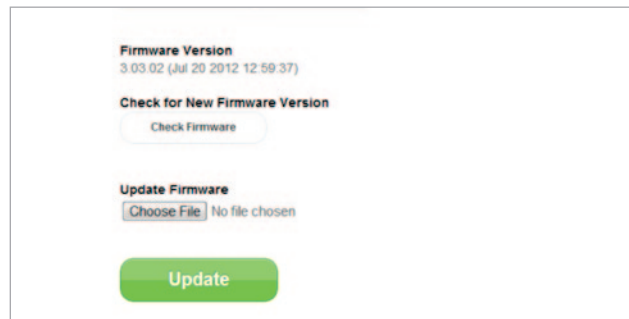 Firmware Version
3.03.02 (Jul 20 2012 12:59:37)
Check for New Firmware Version
Check Firmware
Update Firmware
Choose File No file chosen
Update